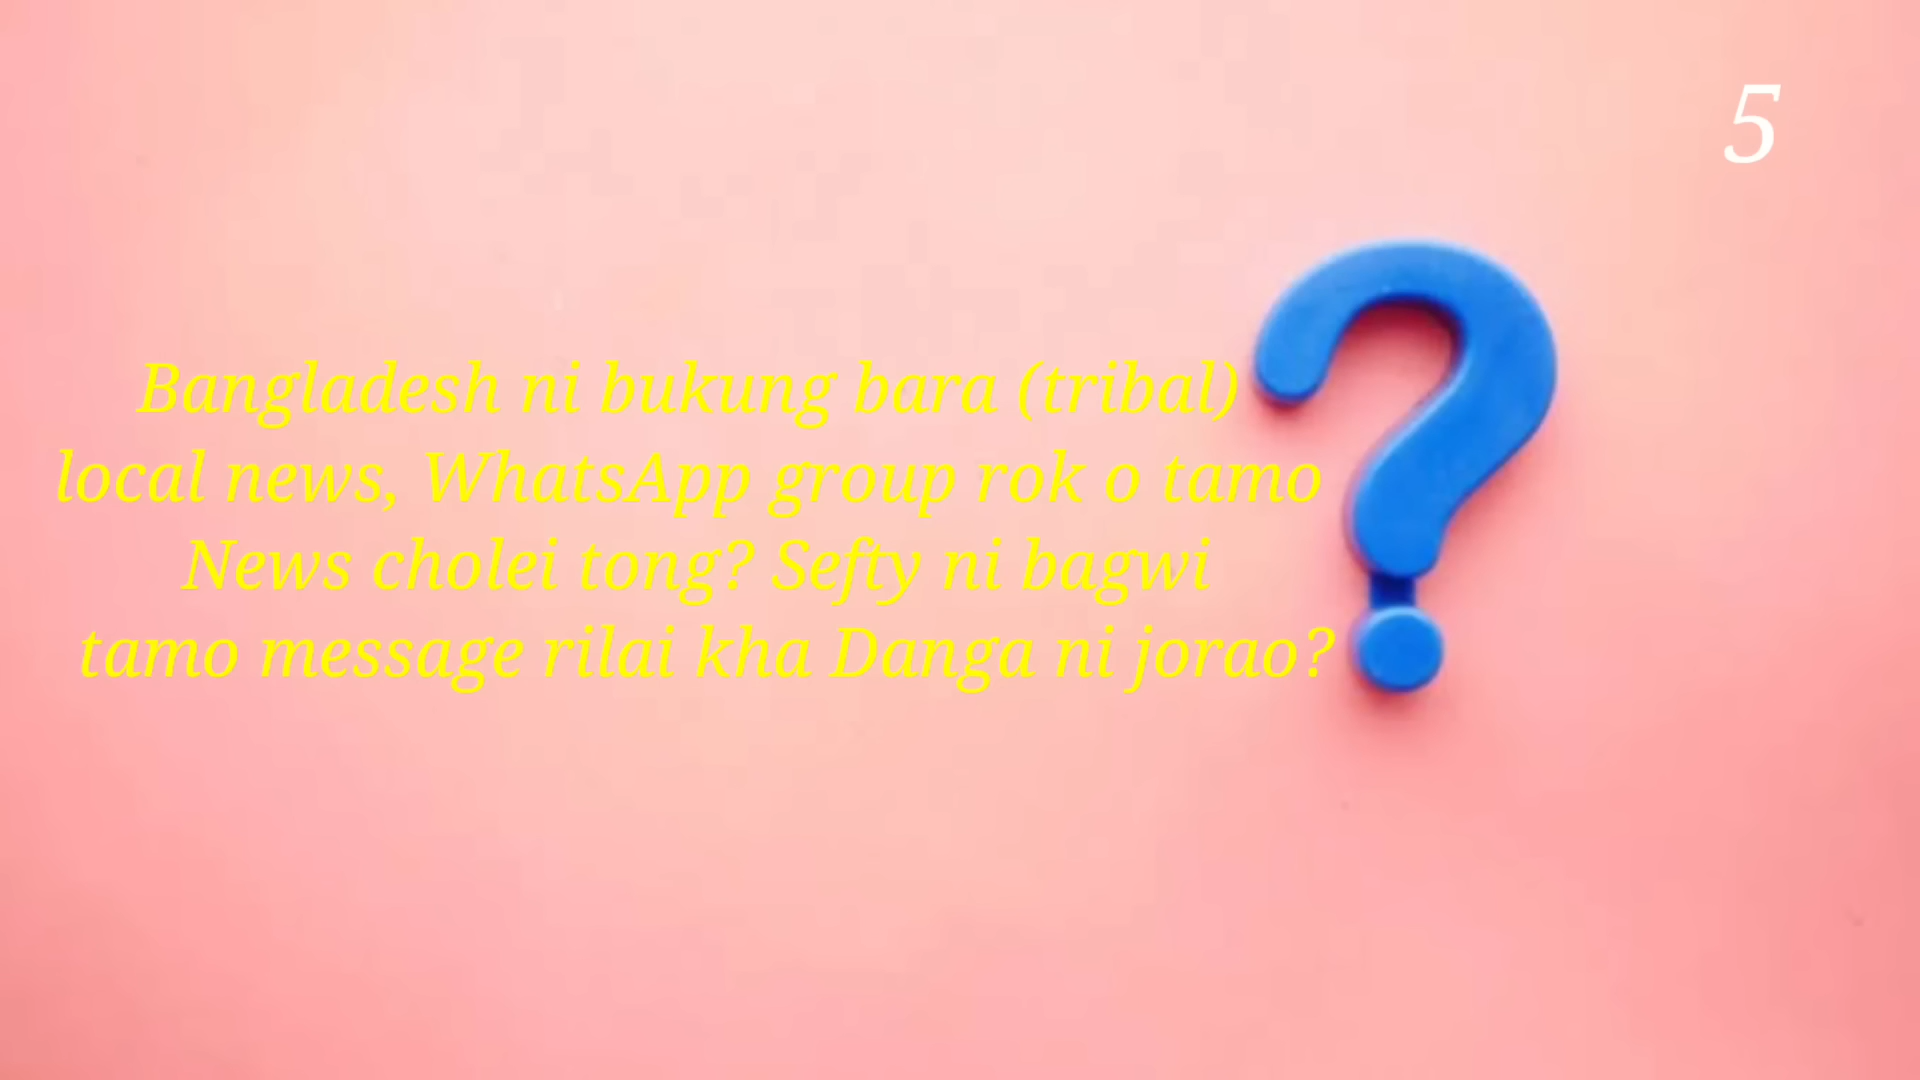 5
Bangladesh ni bukung bara (tribal)
local news, WhatsApp group rok o tamo
News cholei tong? Sefty ni bagwi
tamo message rilai kha Danga ni jorao?